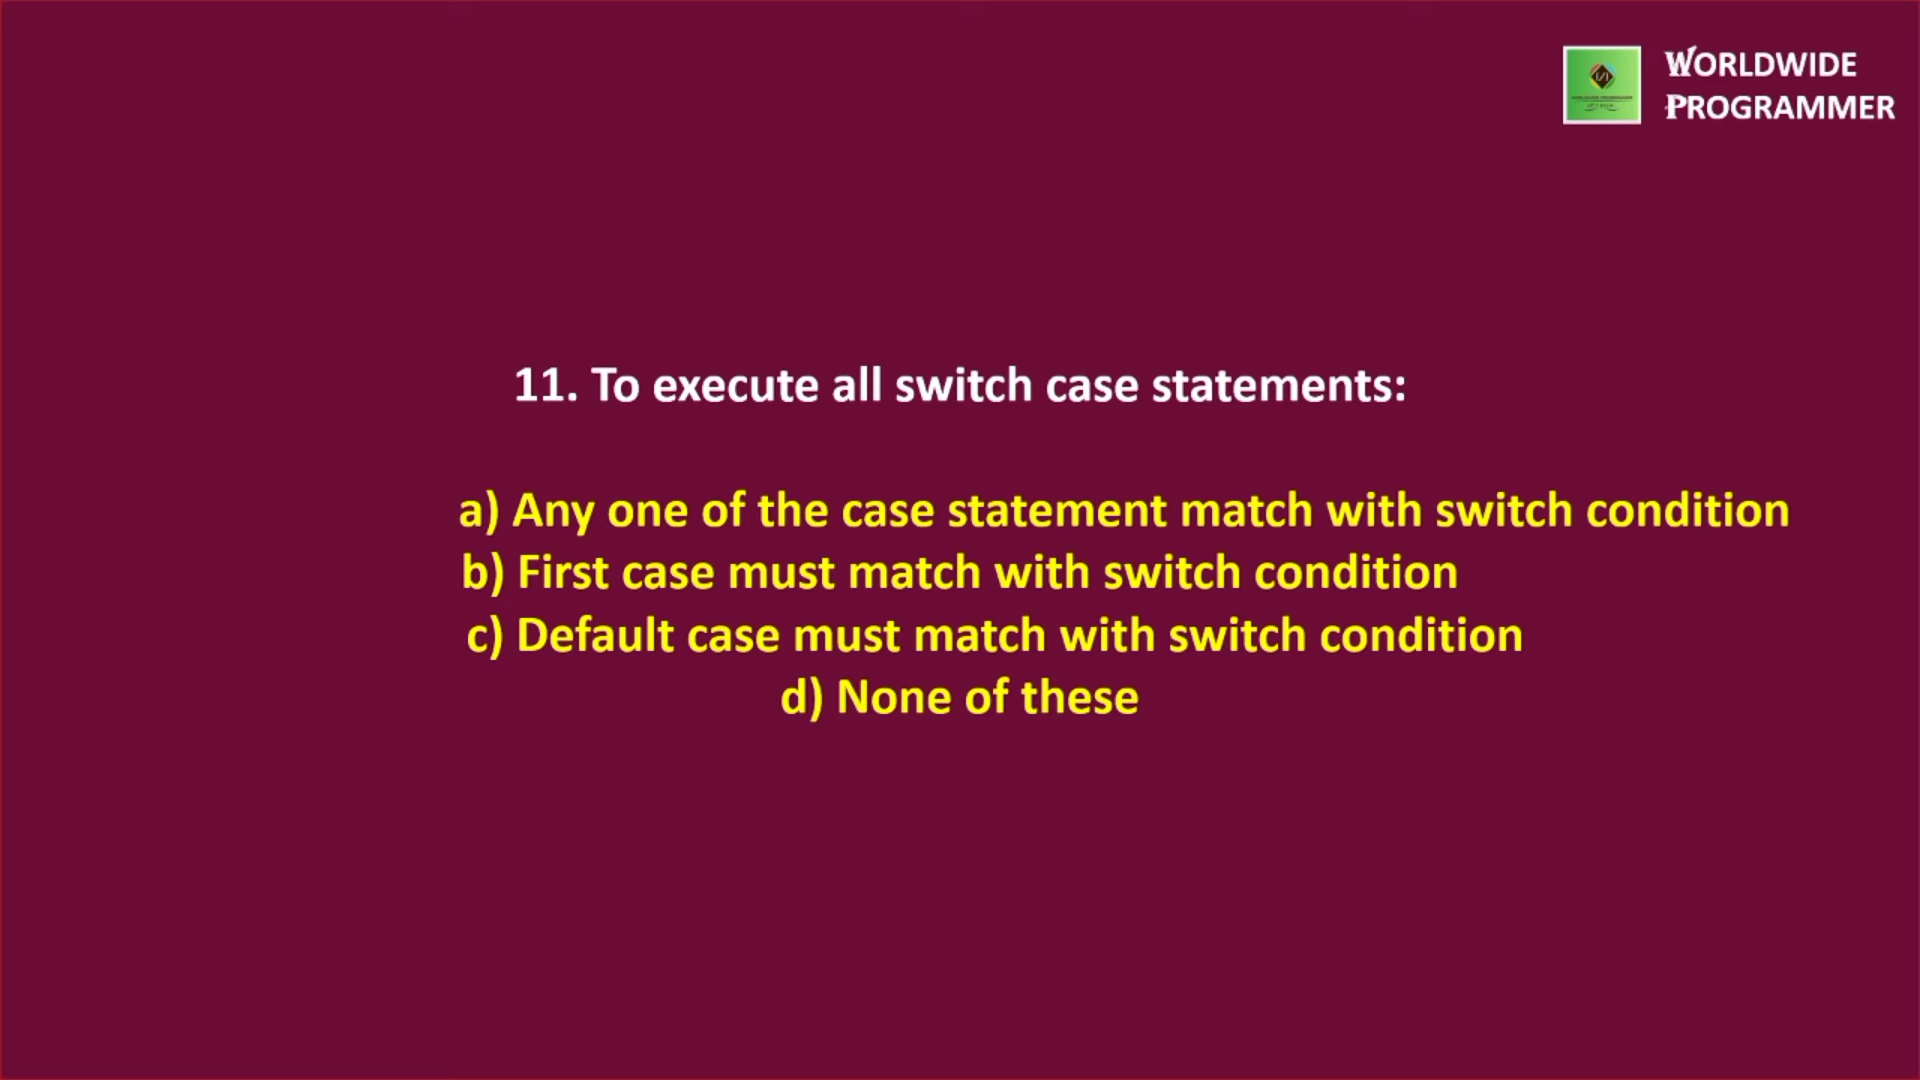 WORLDWIDE
PROGRAMMER
11. To execute all switch case statements:
a) Any one of the case statement match with switch condition
b) First case must match with switch condition
c) Default case must match with switch condition
d) None of these